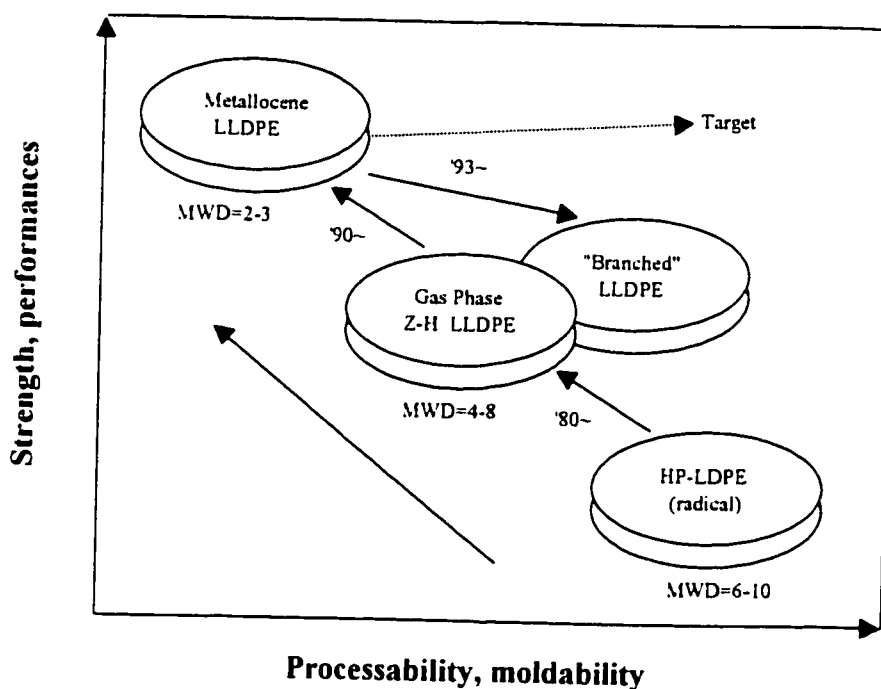 Strength, performances
Metallocene
LLDPE
MWD=2-3
Target
'93~
'90~
"Branched"
LLDPE
Gas Phase
Z-H LLDPE
MWD=4-8
'80~
HP-LDPE
(radical)
MWD=6-10
Processability, moldability